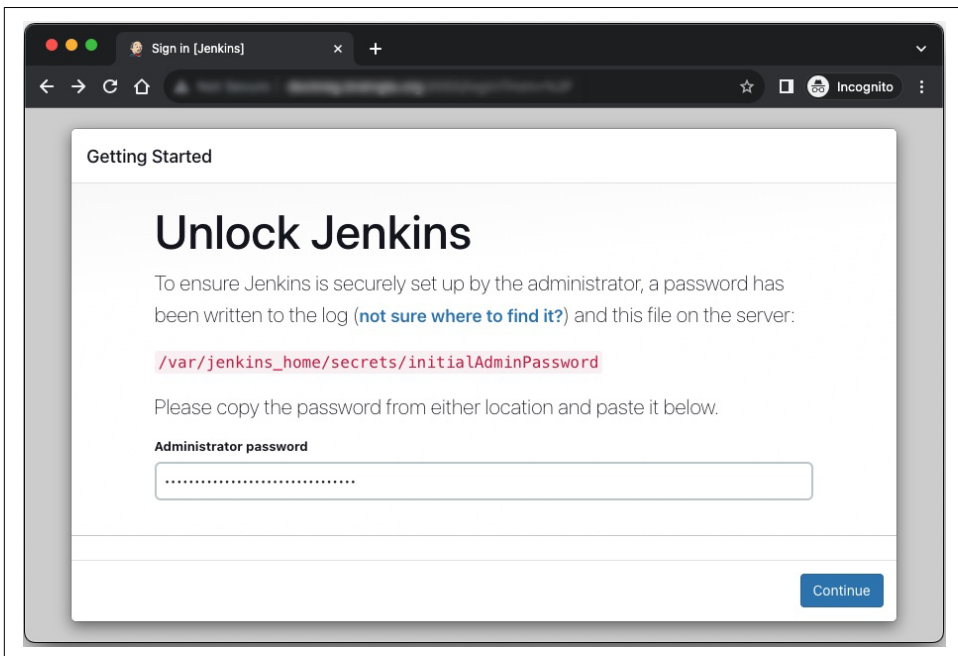 Sign in [Jenkins]
Incognito
Getting Started
Unlock Jenkins
To ensure Jenkins is securely set up by the administrator, a password has
been written to the log (not sure where to find it?) and this file on the server:
/var/jenkins_home/secrets/initialAdminPassword
Please copy the password from either location and paste it below.
Administrator password
Continue